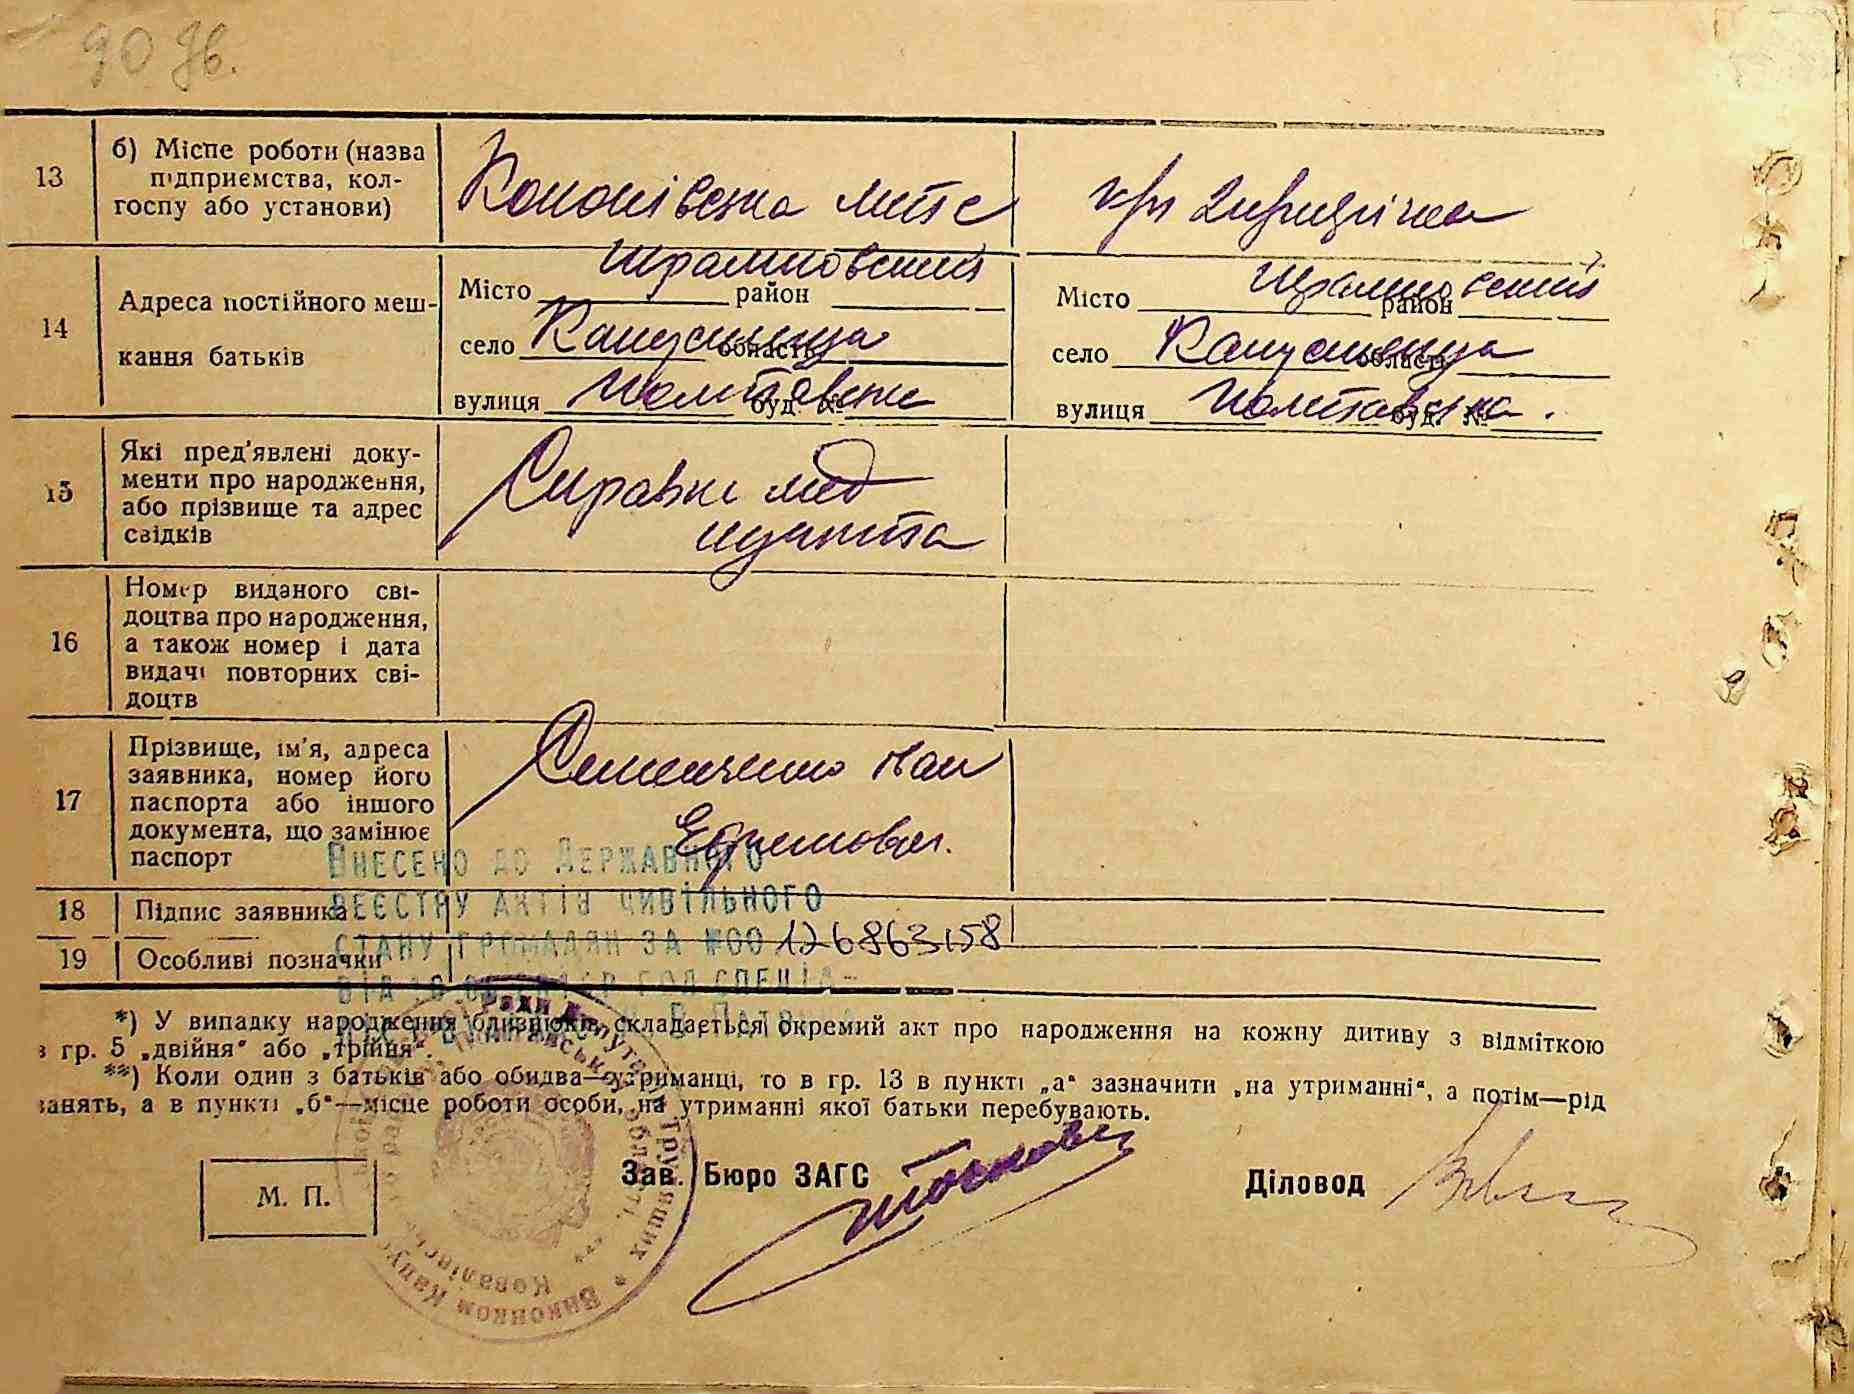 90 зв.
13
б) Місце роботи (назва
підприємства, кол-
госпу або установи)
Кононівська мтс
14
Адреса постійного меш-
кання батьків
Місто район
Шрамковський
село область
Капусинця
вулиця буд. №
Полтавська
Місто район
Шрамковський
село область
Капусинця
вулиця буд. №
Полтавська.
15
Які пред'явлені доку-
менти про народження,
або прізвище та адрес
свідків
Справка мед
пункта
16
Номер виданого сві-
доцтва про народження,
а також номер і дата
видачі повторних сві-
доцтв
17
Прізвище, ім'я, адреса
заявника, номер його
паспорта або іншого
документа, що замінює
паспорт
Семенченко Іван
Ефимович.
18 Підпис заявника
19 Особливі позначки
Внесено до Державного
реєстру актів цивільного
стану громадян за №00126863158
*) У випадку народження близнюків складається окремий акт про народження на кожну дитину з відміткою
в гр. 5 „двійня" або „трійня".
**) Коли один з батьків або обидва—утриманці, то в гр. 13 в пункті „а" зазначити „на утриманні", а потім—рід
занять, а в пункті „б"—місце роботи особи, на утриманні якої батьки перебувають.
М. П.
Зав. Бюро ЗАГС
Діловод